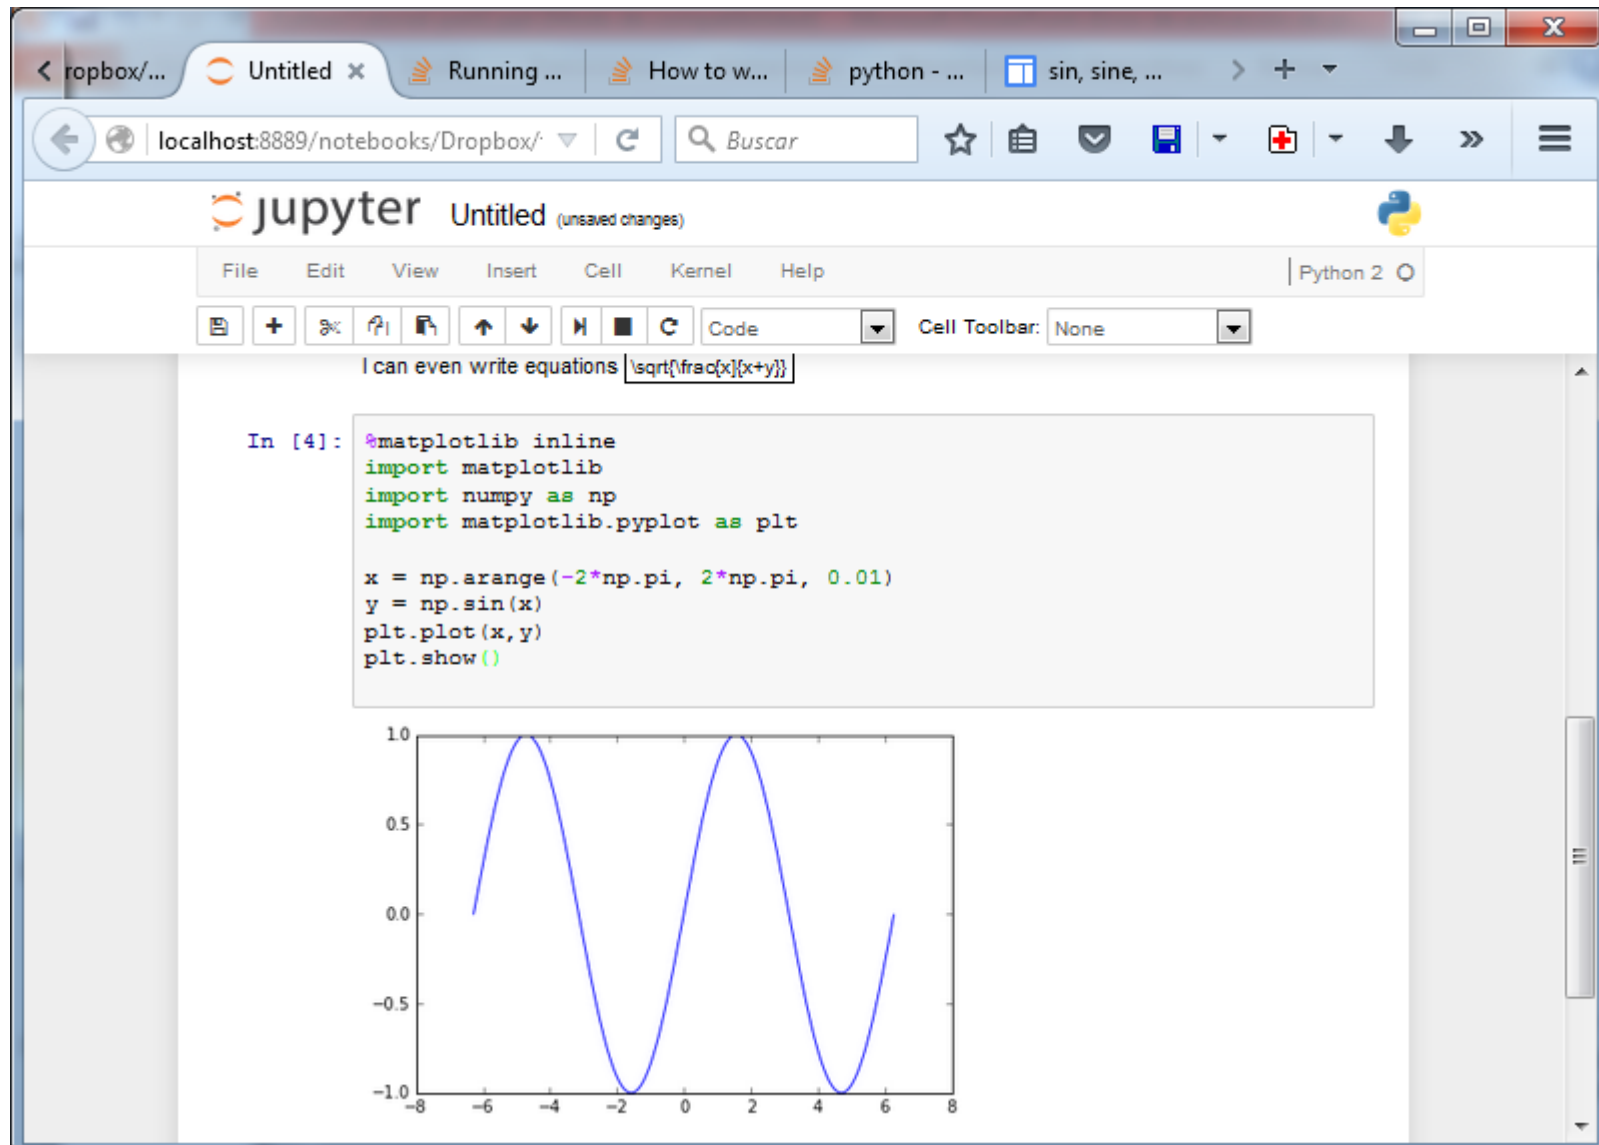 ropbox/... Untitled Running ... How to w... python - ... sin, sine, ...
localhost:8889/notebooks/Dropbox/ Buscar
jupyter Untitled (unsaved changes)
File Edit View Insert Cell Kernel Help Python 2
Code Cell Toolbar: None
I can even write equations \sqrt{\frac{x}{x+y}}
In [4]: %matplotlib inline
import matplotlib
import numpy as np
import matplotlib.pyplot as plt
x = np.arange(-2*np.pi, 2*np.pi, 0.01)
y = np.sin(x)
plt.plot(x,y)
plt.show()
1.0
0.5
0.0
−0.5
−1.0
−8 −6 −4 −2 0 2 4 6 8